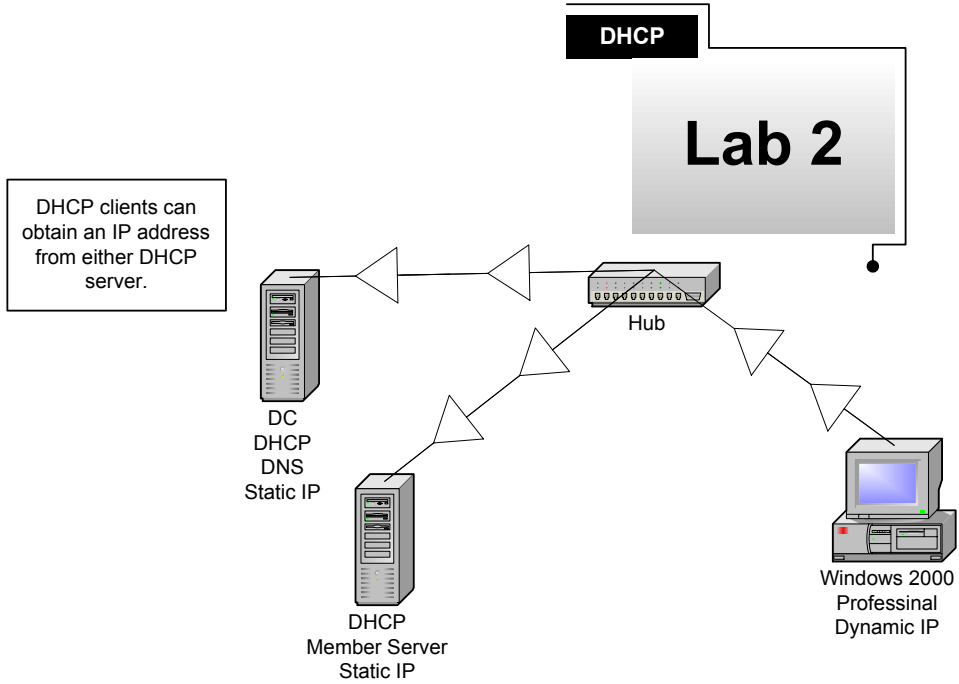 DHCP
Lab 2
DHCP clients can
obtain an IP address
from either DHCP
server.
Hub
DC
DHCP
DNS
Static IP
DHCP
Member Server
Static IP
Windows 2000
Professinal
Dynamic IP